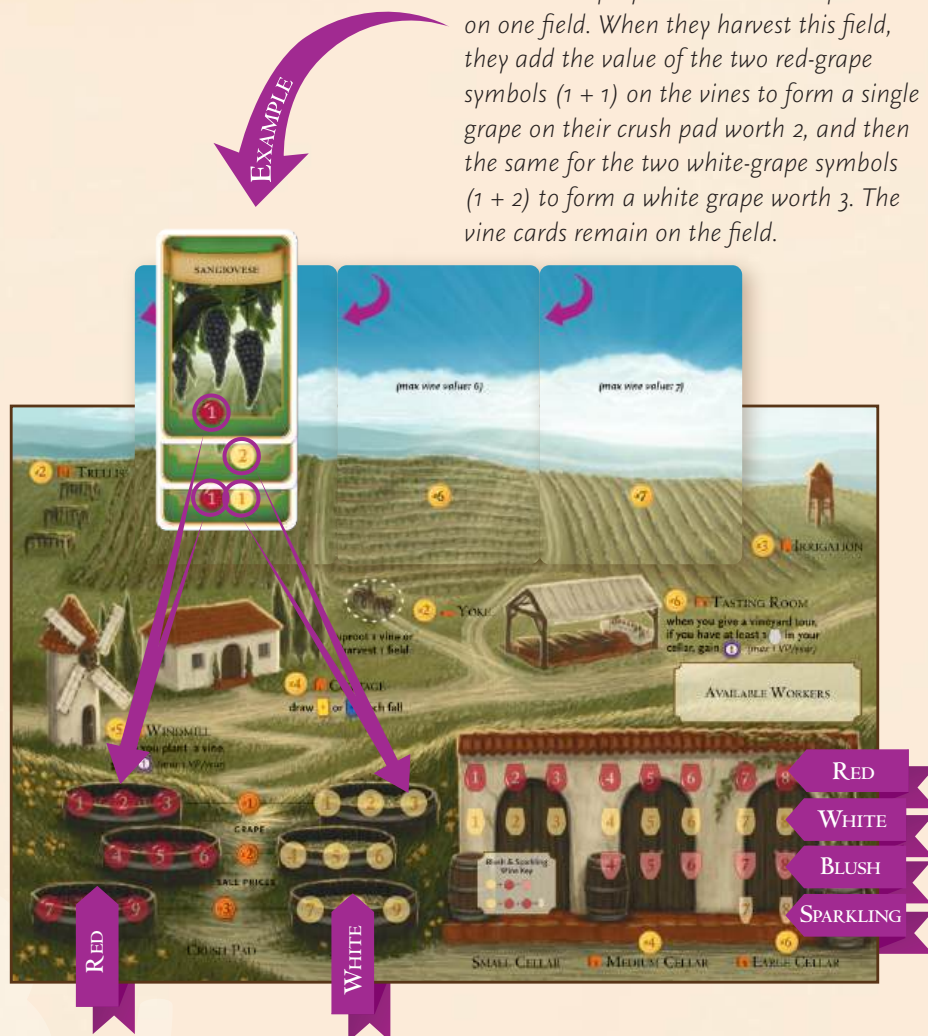 on one field. When they harvest this field,
they add the value of the two red-grape
symbols (1 + 1) on the vines to form a single
grape on their crush pad worth 2, and then
the same for the two white-grape symbols
(1 + 2) to form a white grape worth 3. The
vine cards remain on the field.
EXAMPLE
SANGIOVESE
1
2
1 1
(max vine value: 6)
(max vine value: 7)
TRELLIS
6
7
IRRIGATION
YOKE
uproot 1 vine or
harvest 1 field
TASTING ROOM
when you give a vineyard tour,
if you have at least 1 in your
cellar, gain 1 (max 1 VP/year)
COTTAGE
draw or each fall
AVAILABLE WORKERS
WINDMILL
you plant a vine,
1 (max 1 VP/year)
1 2 3
1
1 2 3
GRAPE
4 5 6
2
4 5 6
SALE PRICES
7 9
3
7 9
CRUSH PAD
1 2 3 4 5 6 7 8
1 2 3 4 5 6 7 8
4 5 6 7 8
7 8
Blush & Sparkling
Wine Key
RED
WHITE
BLUSH
SPARKLING
4
6
SMALL CELLAR
MEDIUM CELLAR
LARGE CELLAR
RED
WHITE